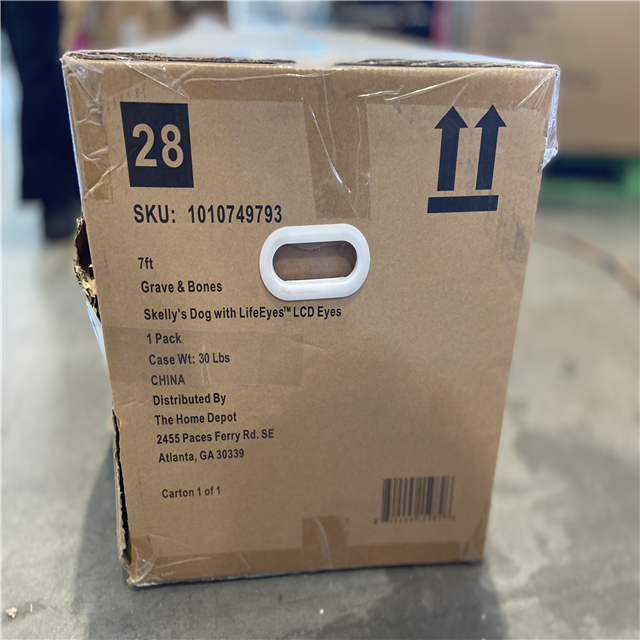 28
SKU: 1010749793
7ft
Grave & Bones
Skelly's Dog with LifeEyes™ LCD Eyes
1 Pack
Case Wt: 30 Lbs
CHINA
Distributed By
The Home Depot
2455 Paces Ferry Rd. SE
Atlanta, GA 30339
Carton 1 of 1